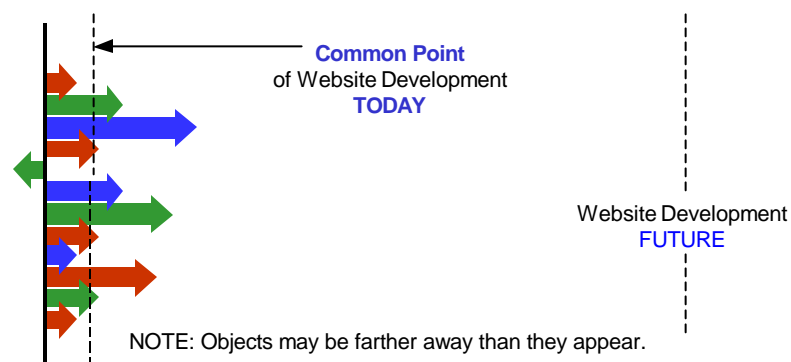 Common Point
of Website Development
TODAY
Website Development
FUTURE
NOTE: Objects may be farther away than they appear.